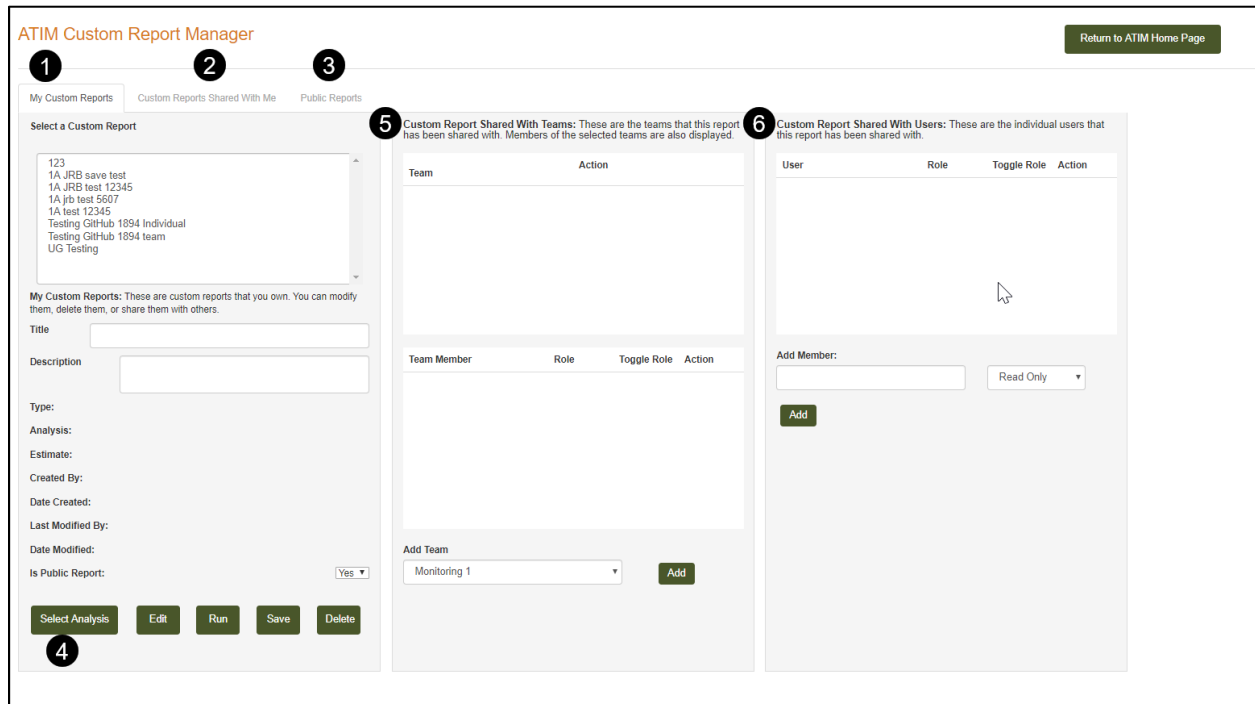 ATIM Custom Report Manager
Return to ATIM Home Page
1
2
3
My Custom Reports
Custom Reports Shared With Me
Public Reports
Select a Custom Report
123
1A JRB save test
1A JRB test 12345
1A jrb test 5607
1A test 12345
Testing GitHub 1894 Individual
Testing GitHub 1894 team
UG Testing
My Custom Reports: These are custom reports that you own. You can modify
them, delete them, or share them with others.
Title
Description
Type:
Analysis:
Estimate:
Created By:
Date Created:
Last Modified By:
Date Modified:
Is Public Report:
Yes
Select Analysis
Edit
Run
Save
Delete
4
5
Custom Report Shared With Teams: These are the teams that this report
has been shared with. Members of the selected teams are also displayed.
Team
Action
Team Member
Role
Toggle Role
Action
Add Team
Monitoring 1
Add
6
Custom Report Shared With Users: These are the individual users that
this report has been shared with.
User
Role
Toggle Role
Action
Add Member:
Read Only
Add